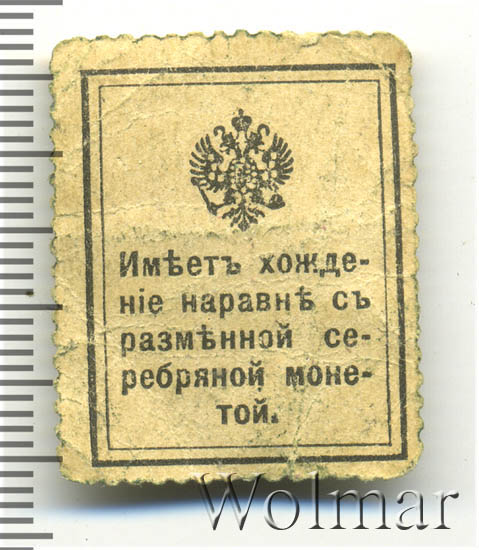 Имѣетъ хожде-
ніе наравнѣ съ
размѣнной се-
ребряной моне-
той.
Wolmar